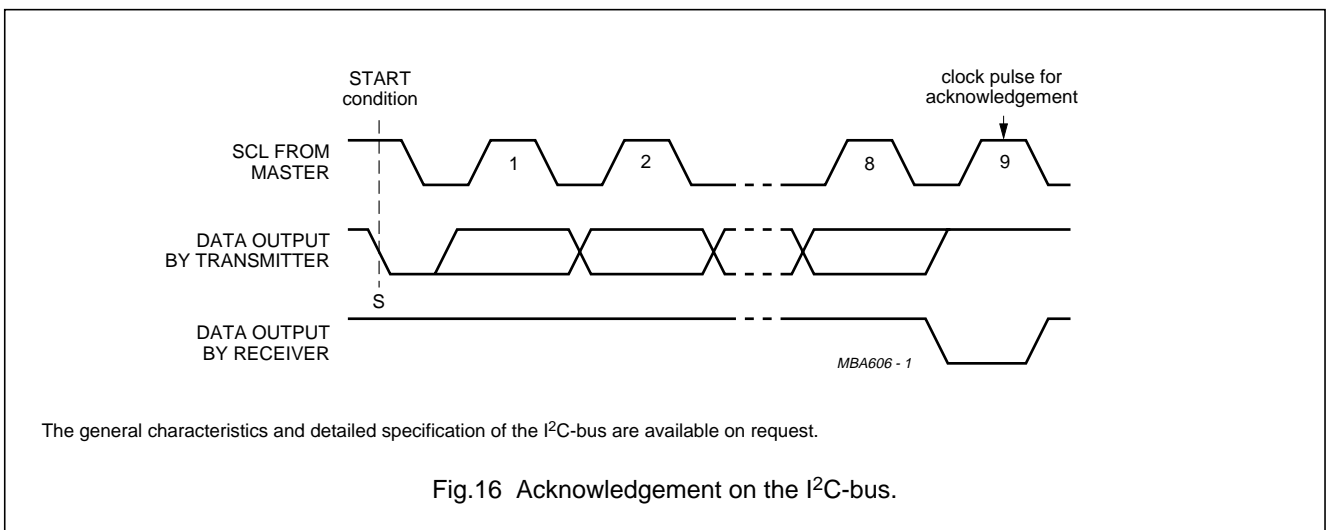 START
condition
clock pulse for
acknowledgement
SCL FROM
MASTER
1
2
8
9
DATA OUTPUT
BY TRANSMITTER
S
DATA OUTPUT
BY RECEIVER
MBA606 - 1
The general characteristics and detailed specification of the I²C-bus are available on request.
Fig.16 Acknowledgement on the I²C-bus.